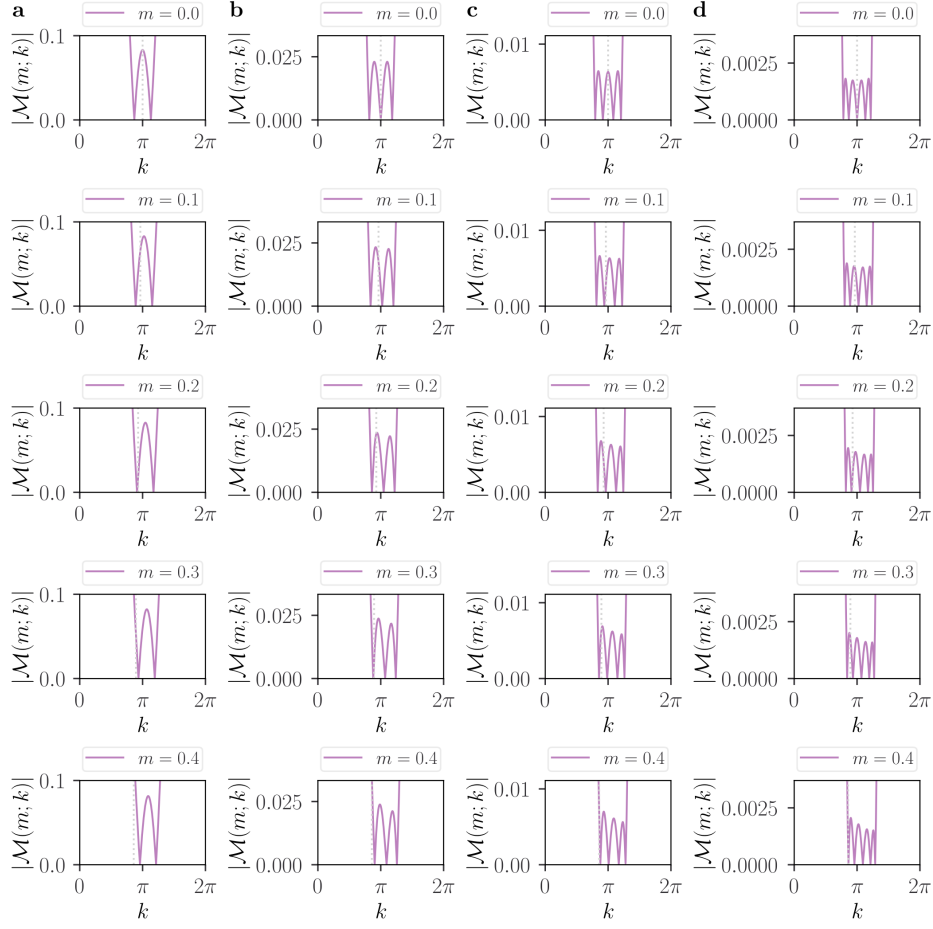 a b c d
m = 0.0 m = 0.0 m = 0.0 m = 0.0
|ℳ(m; k)| 0.1 0.0 |ℳ(m; k)| 0.025 0.000 |ℳ(m; k)| 0.01 0.00 |ℳ(m; k)| 0.0025 0.0000
0 π 2π 0 π 2π 0 π 2π 0 π 2π
k k k k
m = 0.1 m = 0.1 m = 0.1 m = 0.1
|ℳ(m; k)| 0.1 0.0 |ℳ(m; k)| 0.025 0.000 |ℳ(m; k)| 0.01 0.00 |ℳ(m; k)| 0.0025 0.0000
0 π 2π 0 π 2π 0 π 2π 0 π 2π
k k k k
m = 0.2 m = 0.2 m = 0.2 m = 0.2
|ℳ(m; k)| 0.1 0.0 |ℳ(m; k)| 0.025 0.000 |ℳ(m; k)| 0.01 0.00 |ℳ(m; k)| 0.0025 0.0000
0 π 2π 0 π 2π 0 π 2π 0 π 2π
k k k k
m = 0.3 m = 0.3 m = 0.3 m = 0.3
|ℳ(m; k)| 0.1 0.0 |ℳ(m; k)| 0.025 0.000 |ℳ(m; k)| 0.01 0.00 |ℳ(m; k)| 0.0025 0.0000
0 π 2π 0 π 2π 0 π 2π 0 π 2π
k k k k
m = 0.4 m = 0.4 m = 0.4 m = 0.4
|ℳ(m; k)| 0.1 0.0 |ℳ(m; k)| 0.025 0.000 |ℳ(m; k)| 0.01 0.00 |ℳ(m; k)| 0.0025 0.0000
0 π 2π 0 π 2π 0 π 2π 0 π 2π
k k k k